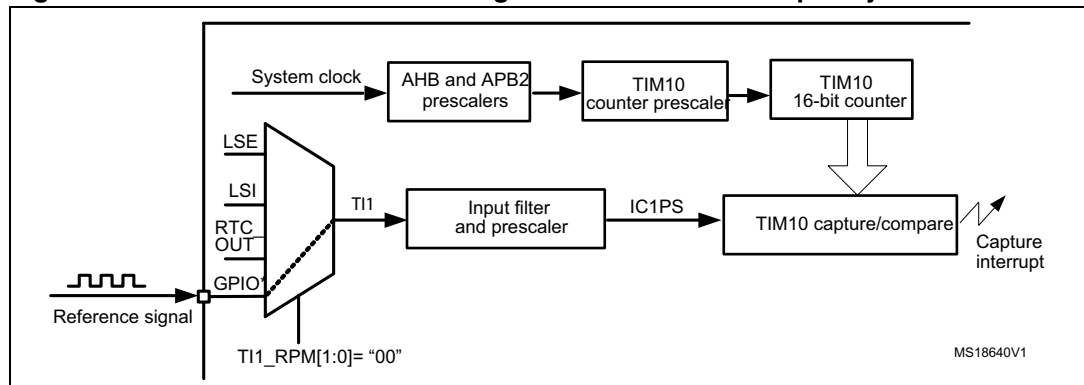 System clock
AHB and APB2
prescalers
TIM10
counter prescaler
TIM10
16-bit counter
LSE
LSI
RTC_
OUT
GPIO*
TI1
Input filter
and prescaler
IC1PS
TIM10 capture/compare
Capture
interrupt
Reference signal
TI1_RPM[1:0]= “00”
MS18640V1